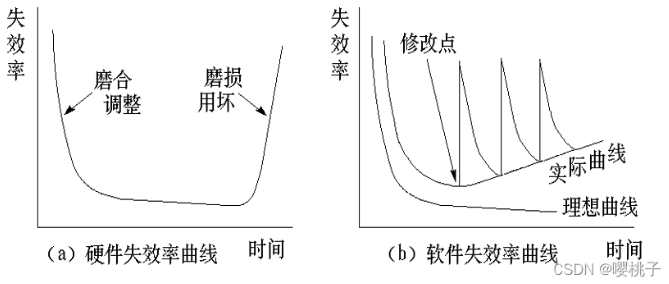 失效率
磨合
调整
磨损
用坏
(a) 硬件失效率曲线
时间
失效率
修改点
实际曲线
理想曲线
(b) 软件失效率曲线
时间
CSDN @嘤桃子